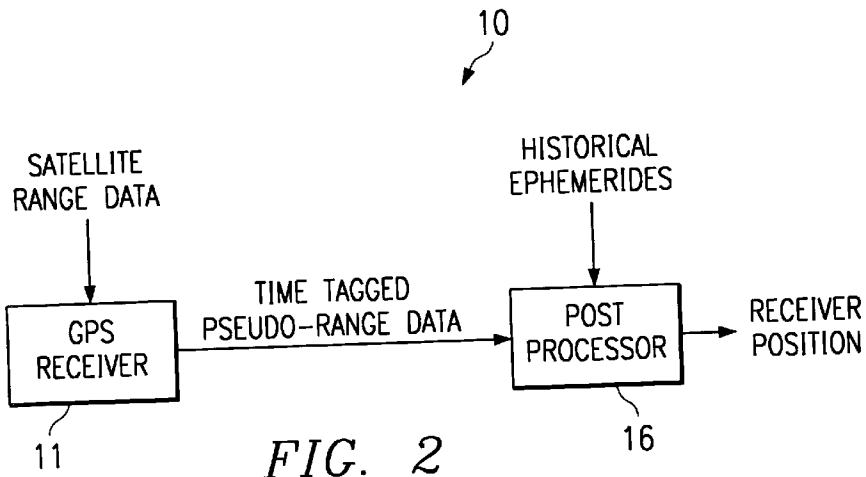 10
SATELLITE
RANGE DATA
HISTORICAL
EPHEMERIDES
TIME TAGGED
PSEUDO-RANGE DATA
GPS
RECEIVER
POST
PROCESSOR
RECEIVER
POSITION
11
16
FIG. 2